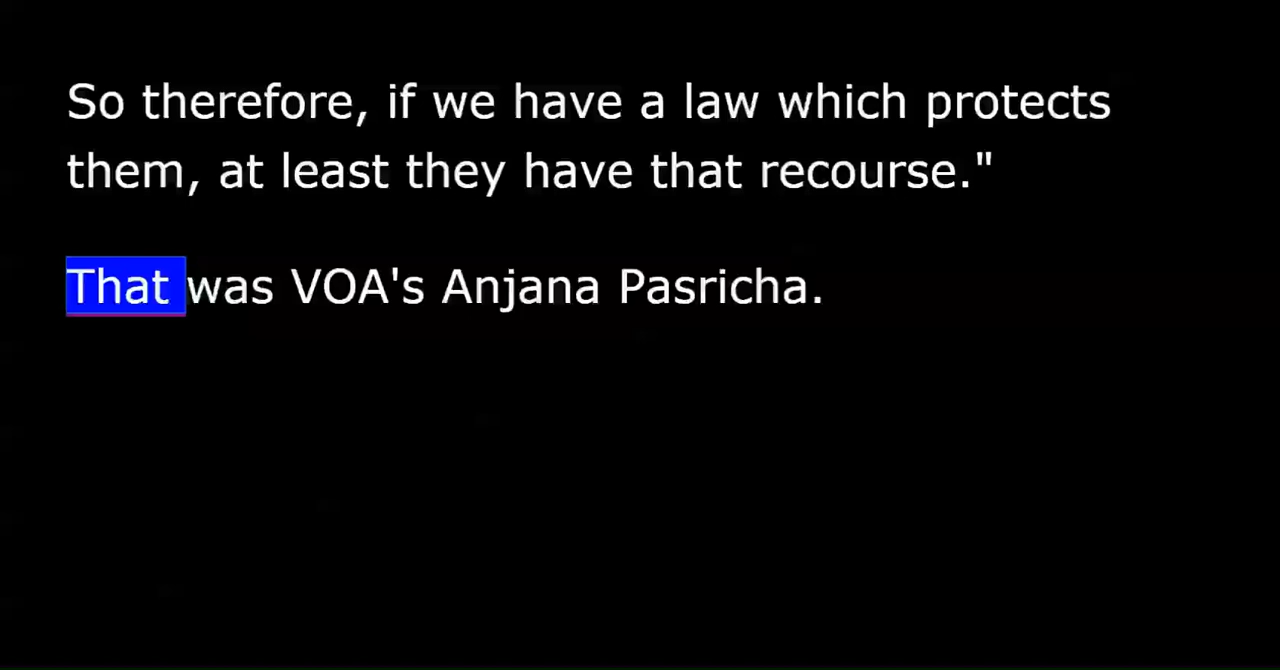 So therefore, if we have a law which protects
them, at least they have that recourse."
That was VOA's Anjana Pasricha.